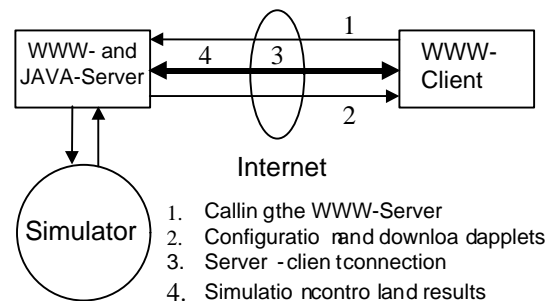 1
WWW- and
JAVA-Server
4
3
WWW-
Client
2
Internet
Simulator
1. Callin gthe WWW-Server
2. Configuratio nand downloa dapplets
3. Server -clien tconnection
4. Simulatio ncontro land results